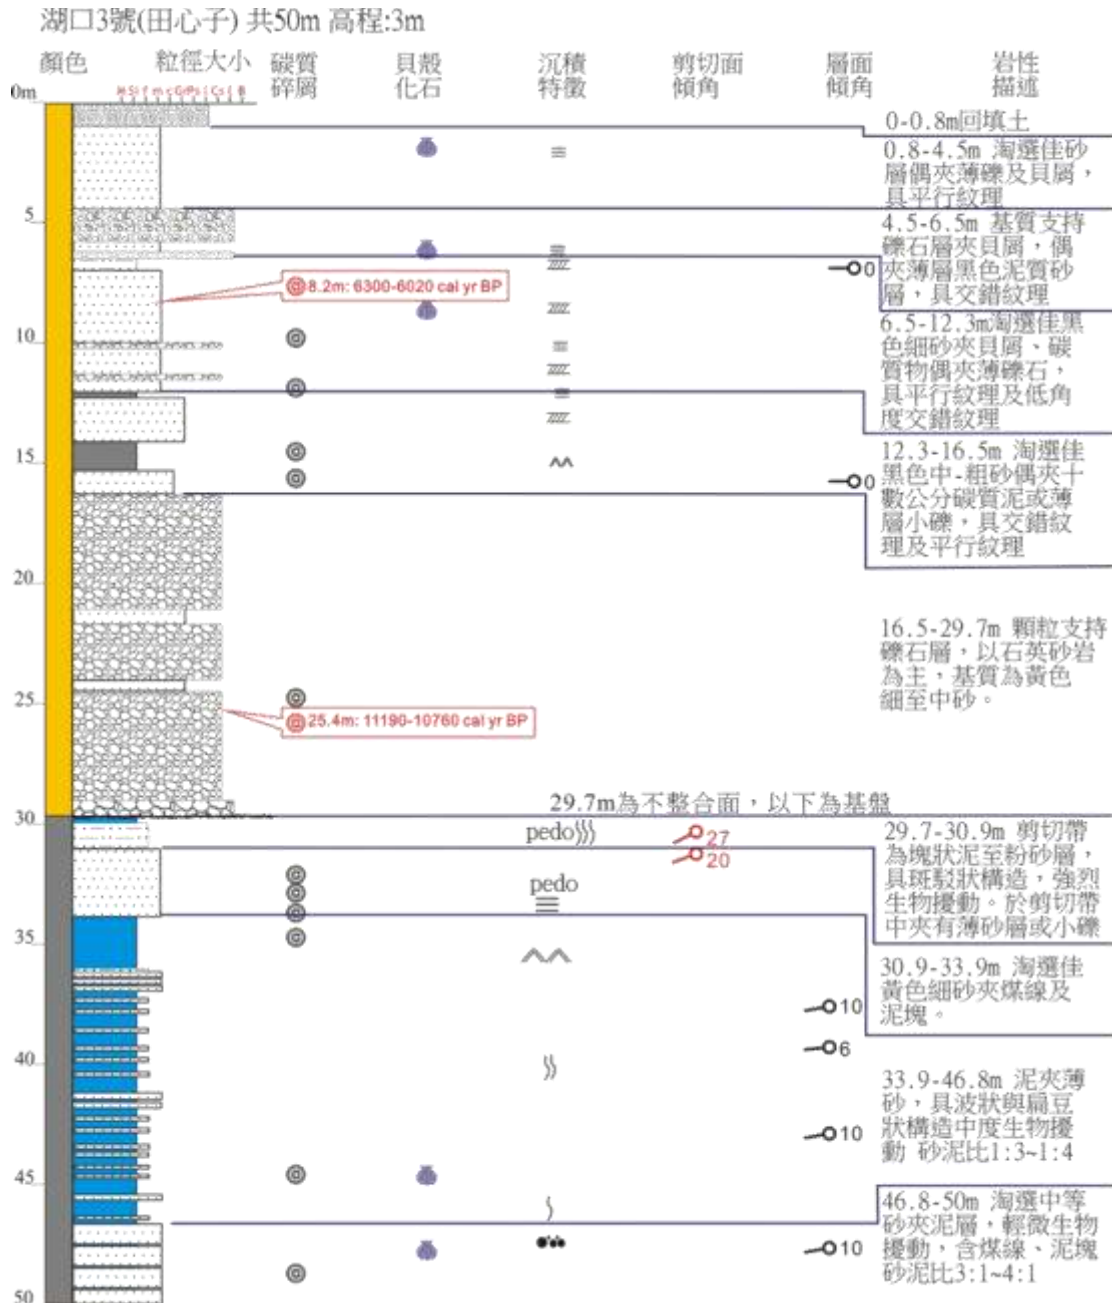 湖口3號(田心子) 共50m 高程:3m
顏色 粒徑大小 碳質碎屑 貝殼化石 沉積特徵 剪切面傾角 層面傾角 岩性描述
0m
0-0.8m回填土
0.8-4.5m 淘選佳砂
層偶夾薄礫及貝屑，
具平行紋理
5
4.5-6.5m 基質支持
礫石層夾貝屑，偶
夾薄層黑色泥質砂
層，具交錯紋理
0
8.2m: 6300-6020 cal yr BP
10
6.5-12.3m淘選佳黑
色細砂夾貝屑、碳
質物偶夾薄礫石，
具平行紋理及低角
度交錯紋理
15
12.3-16.5m 淘選佳
黑色中-粗砂偶夾十
數公分碳質泥或薄
層小礫，具交錯紋
理及平行紋理
0
20
16.5-29.7m 顆粒支持
礫石層，以石英砂岩
為主，基質為黃色
細至中砂。
25
25.4m: 11190-10760 cal yr BP
29.7m為不整合面，以下為基盤
30
pedo
27
20
29.7-30.9m 剪切帶
為塊狀泥至粉砂層，
具斑駁狀構造，強烈
生物擾動。於剪切帶
中夾有薄砂層或小礫
pedo
35
30.9-33.9m 淘選佳
黃色細砂夾煤線及
泥塊。
10
6
40
33.9-46.8m 泥夾薄
砂，具波狀與扁豆
狀構造中度生物擾
動 砂泥比1:3~1:4
10
45
46.8-50m 淘選中等
砂夾泥層，輕微生物
擾動，含煤線、泥塊
砂泥比3:1~4:1
10
50